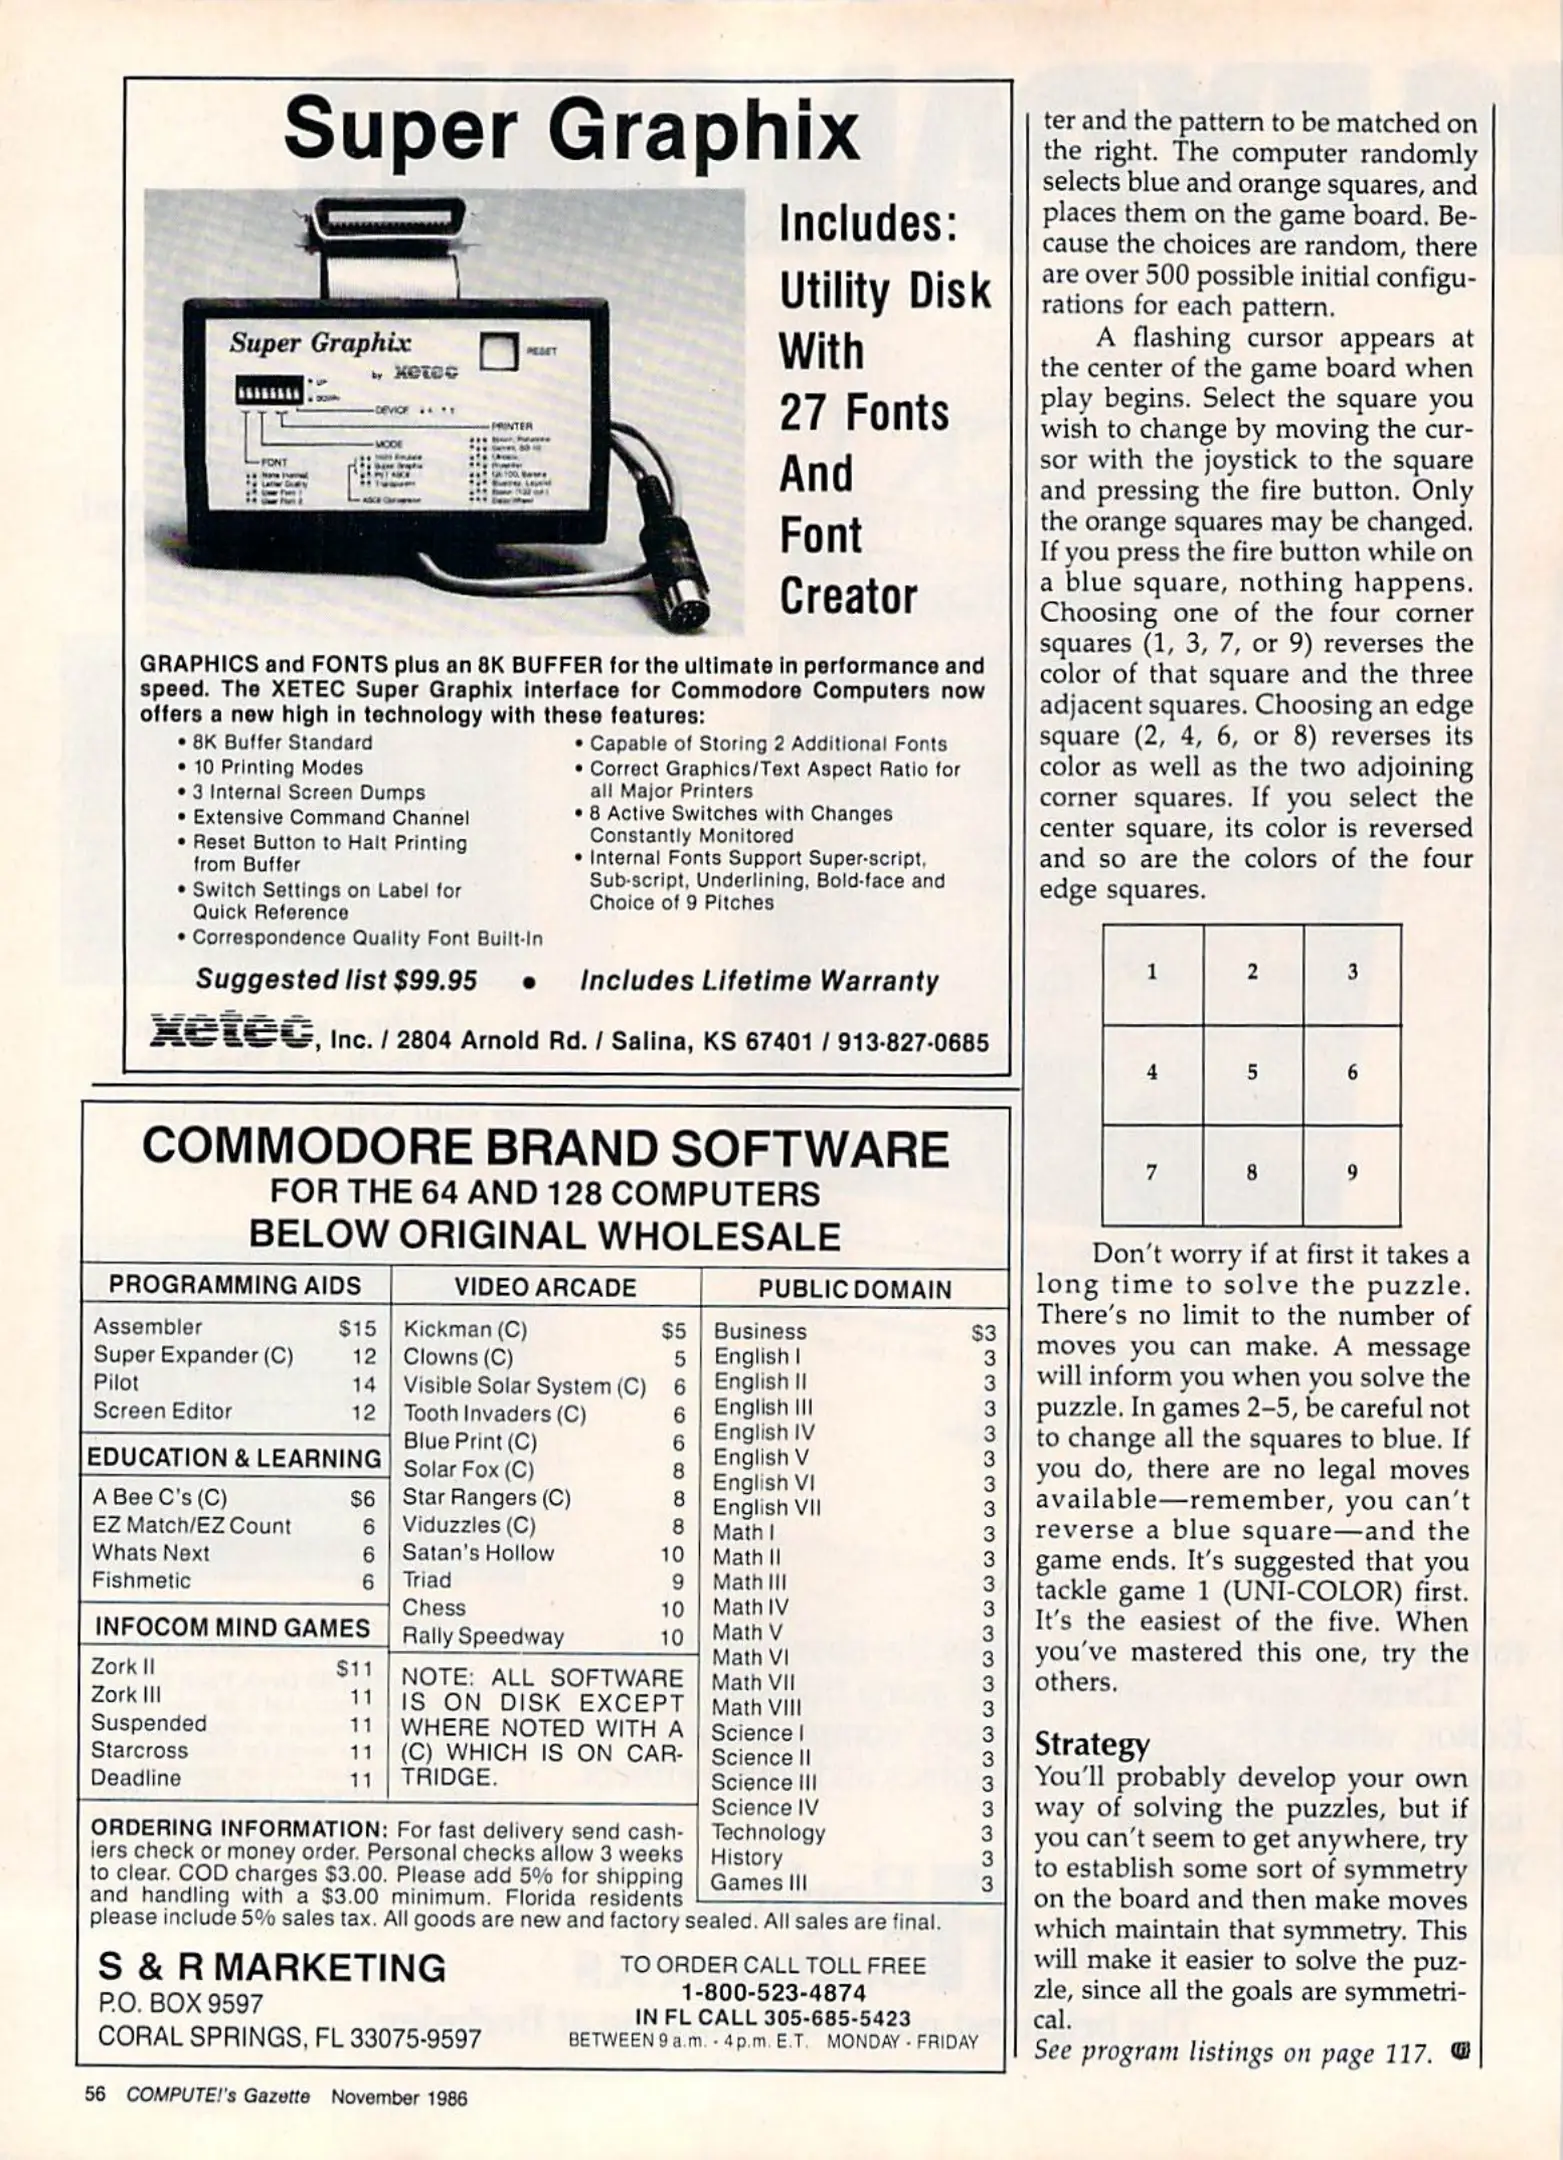 Super Graphix
Includes:
Utility Disk
With
27 Fonts
And
Font
Creator
Super Graphix
by xetec
RESET
UP
DOWN
DEVICE
PRINTER
MODE
FONT
ASCII Conversion
GRAPHICS and FONTS plus an 8K BUFFER for the ultimate in performance and
speed. The XETEC Super Graphix interface for Commodore Computers now
offers a new high in technology with these features:
• 8K Buffer Standard
• 10 Printing Modes
• 3 Internal Screen Dumps
• Extensive Command Channel
• Reset Button to Halt Printing
from Buffer
• Switch Settings on Label for
Quick Reference
• Correspondence Quality Font Built-In
• Capable of Storing 2 Additional Fonts
• Correct Graphics/Text Aspect Ratio for
all Major Printers
• 8 Active Switches with Changes
Constantly Monitored
• Internal Fonts Support Super-script,
Sub-script, Underlining, Bold-face and
Choice of 9 Pitches
Suggested list $99.95 • Includes Lifetime Warranty
xetec, Inc. / 2804 Arnold Rd. / Salina, KS 67401 / 913-827-0685
COMMODORE BRAND SOFTWARE
FOR THE 64 AND 128 COMPUTERS
BELOW ORIGINAL WHOLESALE
PROGRAMMING AIDS
Assembler $15
Super Expander (C) 12
Pilot 14
Screen Editor 12
EDUCATION & LEARNING
A Bee C's (C) $6
EZ Match/EZ Count 6
Whats Next 6
Fishmetic 6
INFOCOM MIND GAMES
Zork II $11
Zork III 11
Suspended 11
Starcross 11
Deadline 11
VIDEO ARCADE
Kickman (C) $5
Clowns (C) 5
Visible Solar System (C) 6
Tooth Invaders (C) 6
Blue Print (C) 6
Solar Fox (C) 8
Star Rangers (C) 8
Viduzzles (C) 8
Satan's Hollow 10
Triad 9
Chess 10
Rally Speedway 10
NOTE: ALL SOFTWARE
IS ON DISK EXCEPT
WHERE NOTED WITH A
(C) WHICH IS ON CAR-
TRIDGE.
PUBLIC DOMAIN
Business $3
English I 3
English II 3
English III 3
English IV 3
English V 3
English VI 3
English VII 3
Math I 3
Math II 3
Math III 3
Math IV 3
Math V 3
Math VI 3
Math VII 3
Math VIII 3
Science I 3
Science II 3
Science III 3
Science IV 3
Technology 3
History 3
Games III 3
ORDERING INFORMATION: For fast delivery send cash-
iers check or money order. Personal checks allow 3 weeks
to clear. COD charges $3.00. Please add 5% for shipping
and handling with a $3.00 minimum. Florida residents
please include 5% sales tax. All goods are new and factory sealed. All sales are final.
S & R MARKETING
P.O. BOX 9597
CORAL SPRINGS, FL 33075-9597
TO ORDER CALL TOLL FREE
1-800-523-4874
IN FL CALL 305-685-5423
BETWEEN 9 a.m. - 4 p.m. E.T. MONDAY - FRIDAY
ter and the pattern to be matched on
the right. The computer randomly
selects blue and orange squares, and
places them on the game board. Be-
cause the choices are random, there
are over 500 possible initial configu-
rations for each pattern.
A flashing cursor appears at
the center of the game board when
play begins. Select the square you
wish to change by moving the cur-
sor with the joystick to the square
and pressing the fire button. Only
the orange squares may be changed.
If you press the fire button while on
a blue square, nothing happens.
Choosing one of the four corner
squares (1, 3, 7, or 9) reverses the
color of that square and the three
adjacent squares. Choosing an edge
square (2, 4, 6, or 8) reverses its
color as well as the two adjoining
corner squares. If you select the
center square, its color is reversed
and so are the colors of the four
edge squares.
1 2 3
4 5 6
7 8 9
Don't worry if at first it takes a
long time to solve the puzzle.
There's no limit to the number of
moves you can make. A message
will inform you when you solve the
puzzle. In games 2–5, be careful not
to change all the squares to blue. If
you do, there are no legal moves
available—remember, you can't
reverse a blue square—and the
game ends. It's suggested that you
tackle game 1 (UNI-COLOR) first.
It's the easiest of the five. When
you've mastered this one, try the
others.
Strategy
You'll probably develop your own
way of solving the puzzles, but if
you can't seem to get anywhere, try
to establish some sort of symmetry
on the board and then make moves
which maintain that symmetry. This
will make it easier to solve the puz-
zle, since all the goals are symmetri-
cal.
See program listings on page 117.
56 COMPUTE!'s Gazette November 1986